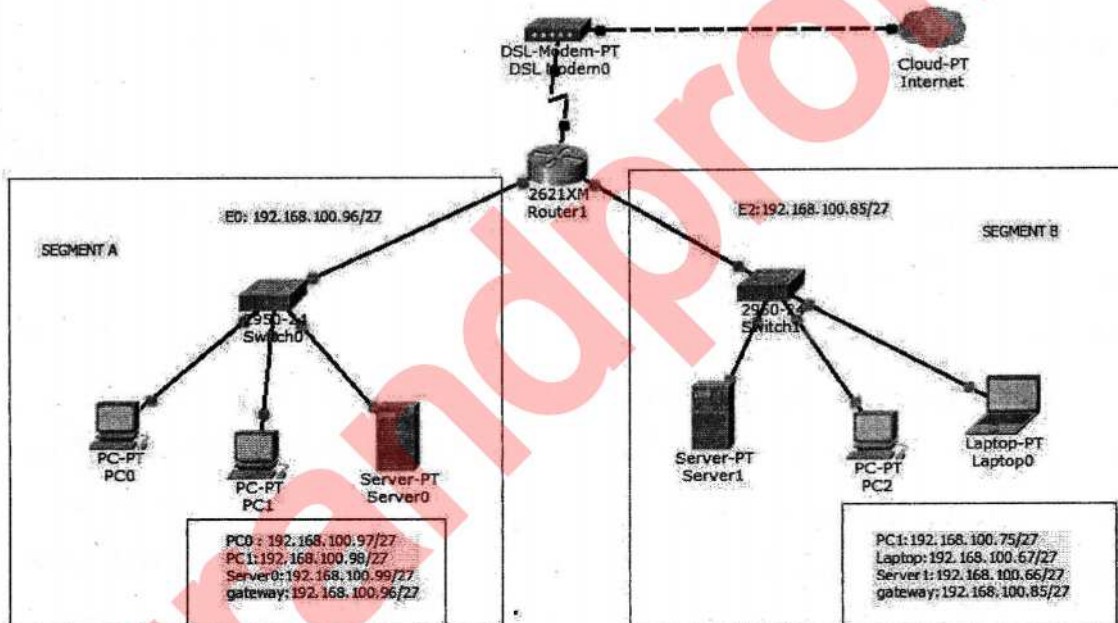 DSL-Modem-PT
DSL Modem0
Cloud-PT
Internet
2621XM
Router1
E0: 192.168.100.96/27
SEGMENT A
2950-24
Switch0
PC-PT
PC0
PC-PT
PC1
Server-PT
Server0
PC0 : 192.168.100.97/27
PC1:192.168.100.98/27
Server0:192.168.100.99/27
gateway:192.168.100.96/27
E2:192.168.100.85/27
SEGMENT B
2950-24
Switch1
Server-PT
Server1
PC-PT
PC2
Laptop-PT
Laptop0
PC1:192.168.100.75/27
Laptop:192.168.100.67/27
Server1:192.168.100.66/27
gateway:192.168.100.85/27